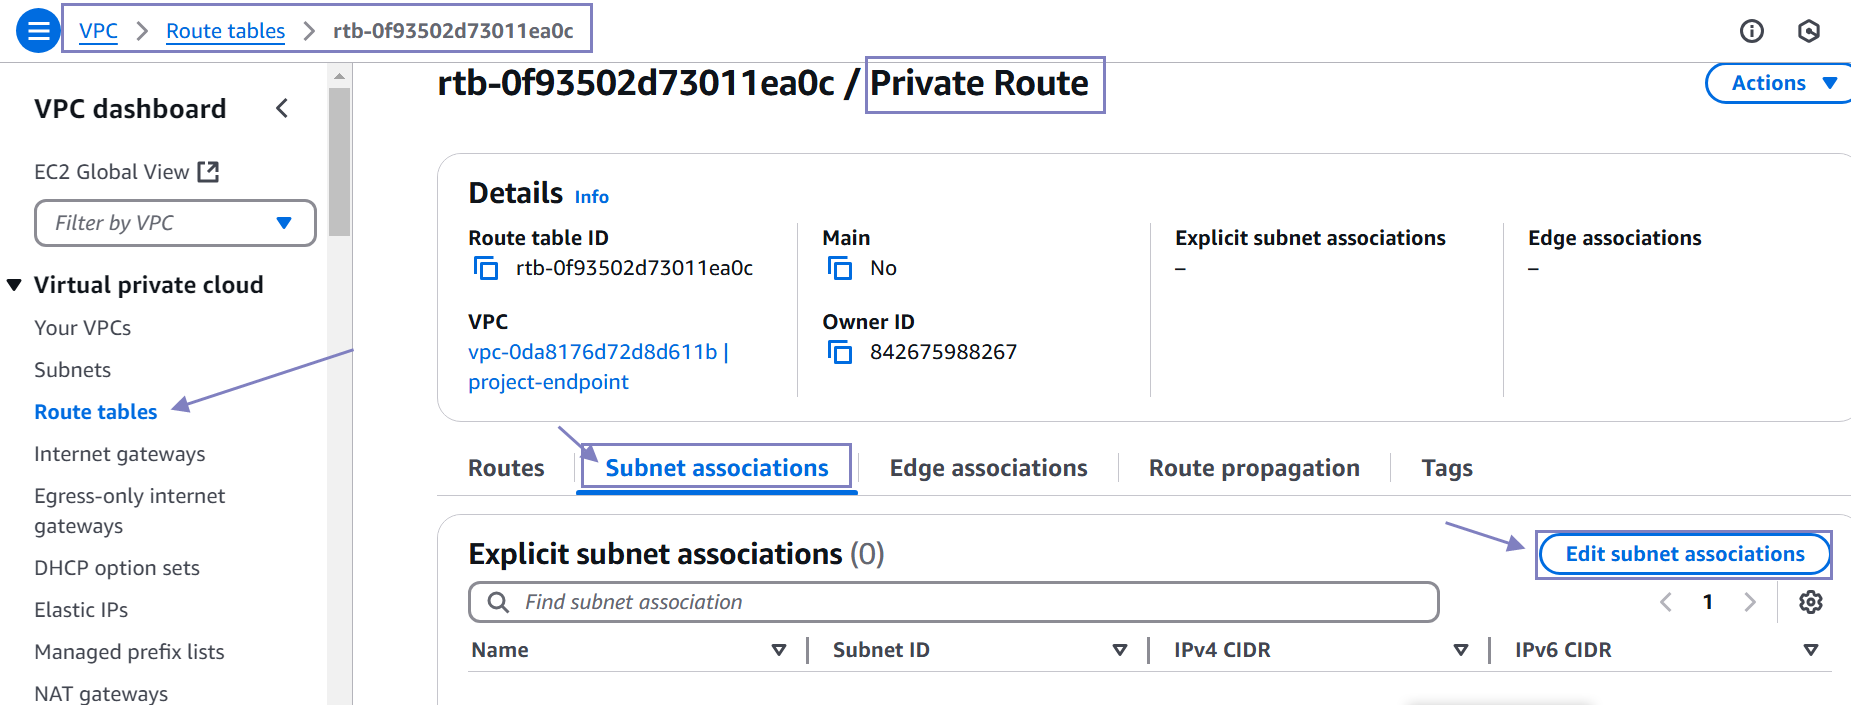 VPC > Route tables > rtb-0f93502d73011ea0c
VPC dashboard
EC2 Global View
Filter by VPC
Virtual private cloud
Your VPCs
Subnets
Route tables
Internet gateways
Egress-only internet
gateways
DHCP option sets
Elastic IPs
Managed prefix lists
NAT gateways
rtb-0f93502d73011ea0c / Private Route
Actions
Details Info
Route table ID
rtb-0f93502d73011ea0c
Main
No
Explicit subnet associations
–
Edge associations
–
VPC
vpc-0da8176d72d8d611b |
project-endpoint
Owner ID
842675988267
Routes
Subnet associations
Edge associations
Route propagation
Tags
Explicit subnet associations (0)
Edit subnet associations
Find subnet association
1
Name
Subnet ID
IPv4 CIDR
IPv6 CIDR